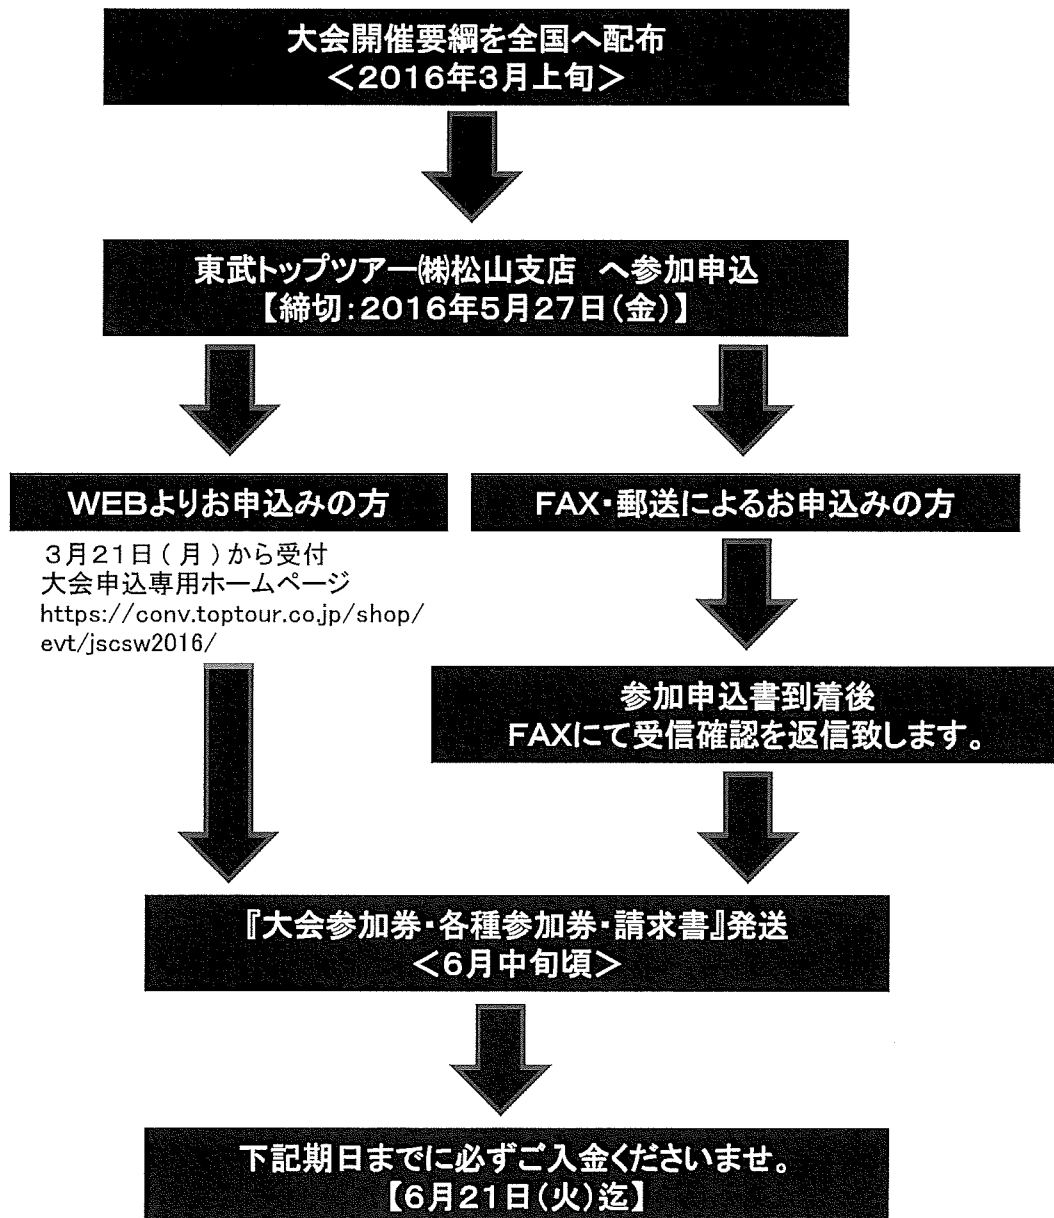 大会開催要綱を全国へ配布
＜2016年3月上旬＞
東武トップツアー㈱松山支店　へ参加申込
【締切：2016年5月27日（金）】
WEBよりお申込みの方
FAX・郵送によるお申込みの方
3月21日（月）から受付
大会申込専用ホームページ
https://conv.toptour.co.jp/shop/
evt/jscsw2016/
参加申込書到着後
FAXにて受信確認を返信致します。
『大会参加券・各種参加券・請求書』発送
＜6月中旬頃＞
下記期日までに必ずご入金くださいませ。
【6月21日（火）迄】